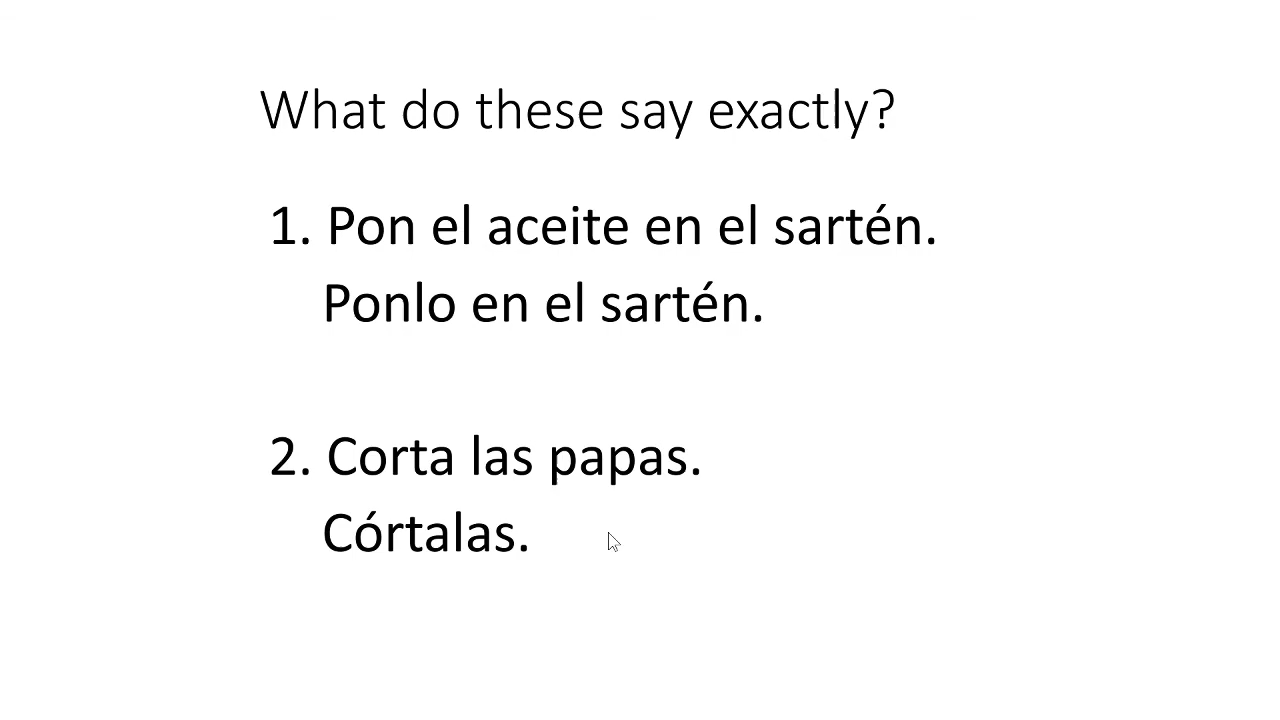 What do these say exactly?
1. Pon el aceite en el sartén.
Ponlo en el sartén.
2. Corta las papas.
Córtalas.